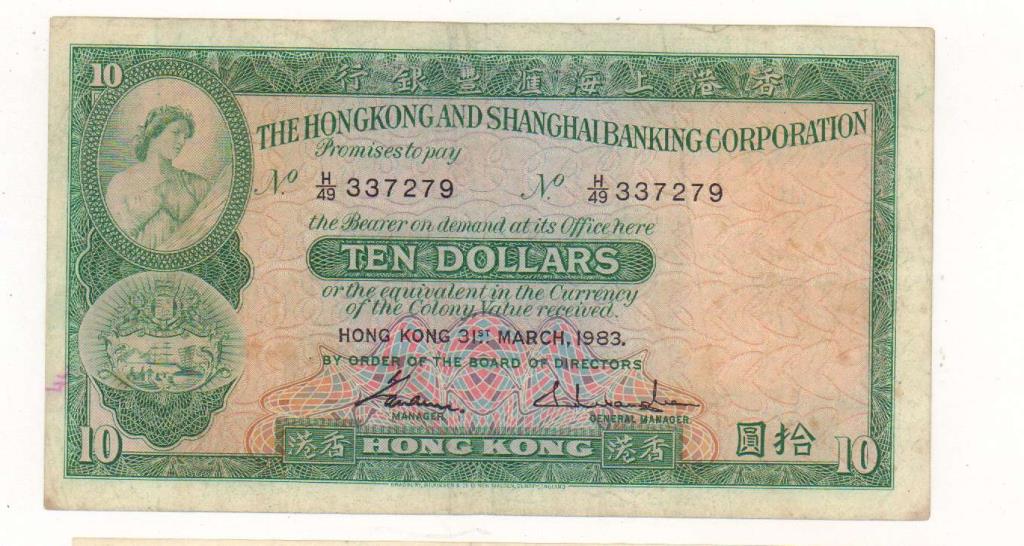 10
行銀豐滙海上港香
THE HONGKONG AND SHANGHAI BANKING CORPORATION
Promises to pay
No H/49 337279 No H/49 337279
the Bearer on demand at its Office here
TEN DOLLARS
or the equivalent in the Currency
of the Colony Value received.
HONG KONG 31ST MARCH, 1983.
BY ORDER OF THE BOARD OF DIRECTORS
MANAGER. GENERAL MANAGER.
10 港香 HONG KONG 港香 圓拾 10